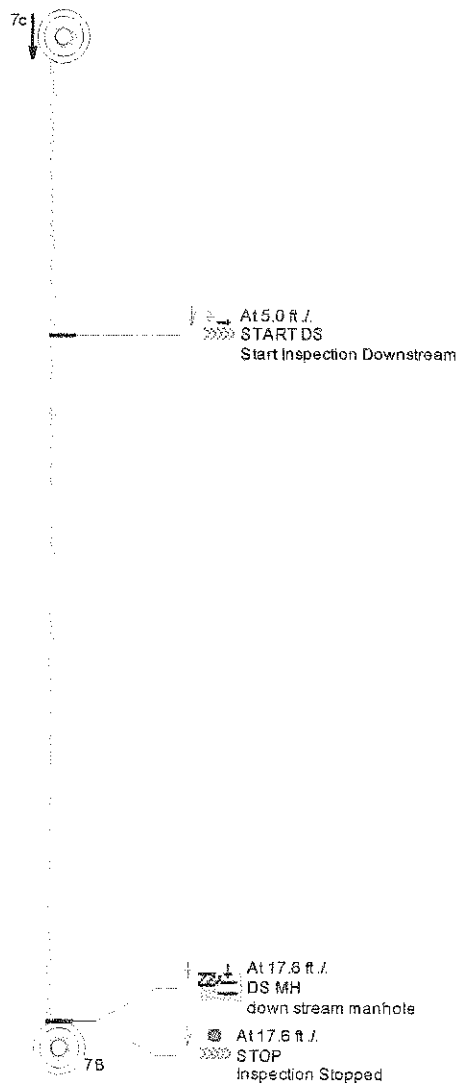 7c
At 5.0 ft./.
START DS
Start Inspection Downstream
At 17.6 ft./.
DS MH
down stream manhole
7B
At 17.6 ft./.
STOP
Inspection Stopped